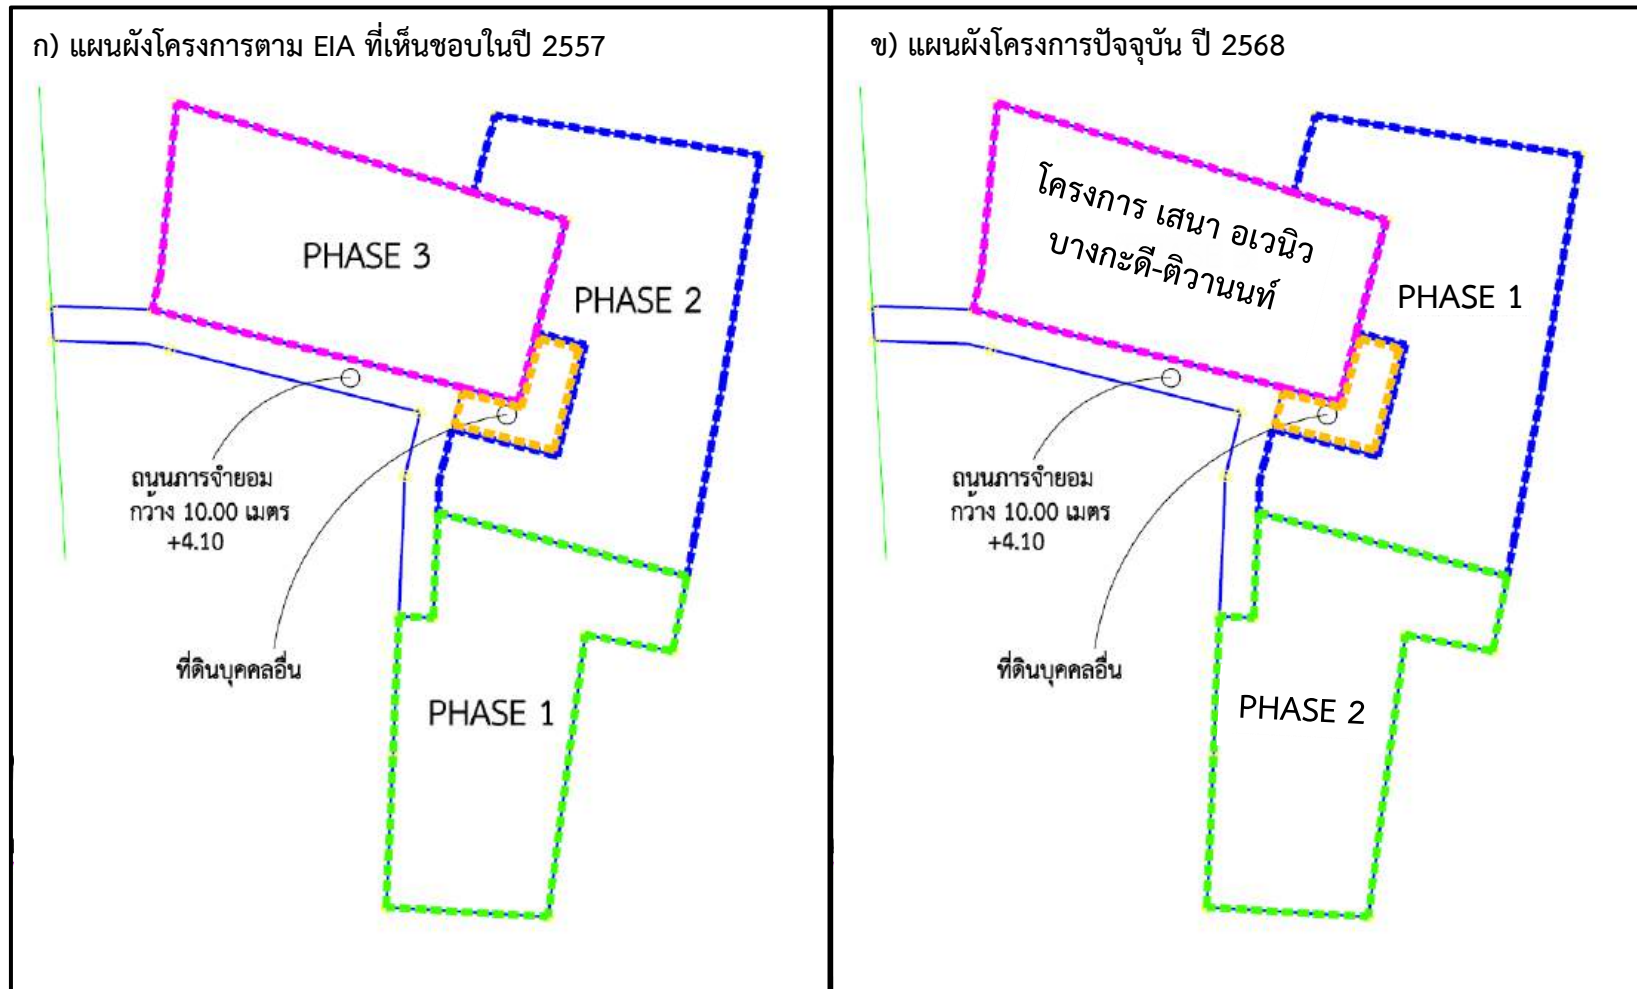 ก) แผนผังโครงการตาม EIA ที่เห็นชอบในปี 2557
PHASE 3
PHASE 2
ถนนภารจำยอม
กว้าง 10.00 เมตร
+4.10
ที่ดินบุคคลอื่น
PHASE 1
ข) แผนผังโครงการปัจจุบัน ปี 2568
โครงการ เสนา อเวนิว
บางกะดี-ติวานนท์
PHASE 1
ถนนภารจำยอม
กว้าง 10.00 เมตร
+4.10
ที่ดินบุคคลอื่น
PHASE 2